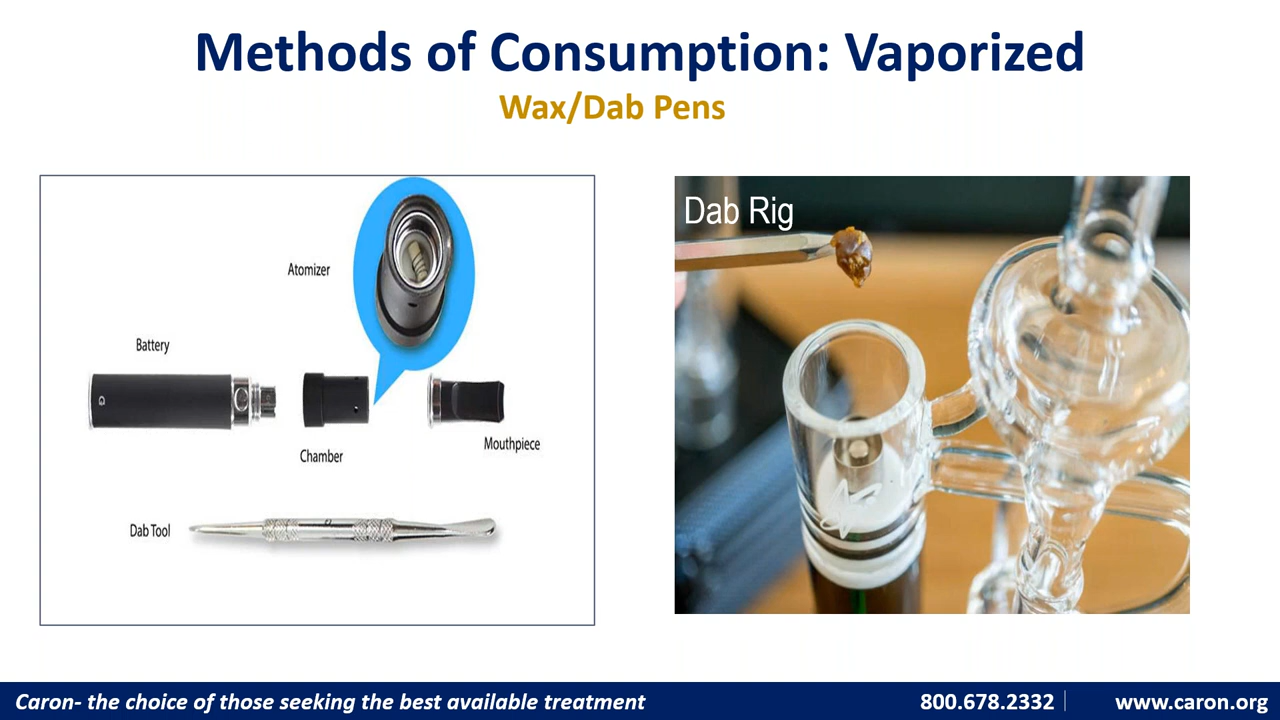 Methods of Consumption: Vaporized
Wax/Dab Pens
Atomizer
Battery
Chamber
Mouthpiece
Dab Tool
Dab Rig
Caron- the choice of those seeking the best available treatment
800.678.2332
www.caron.org